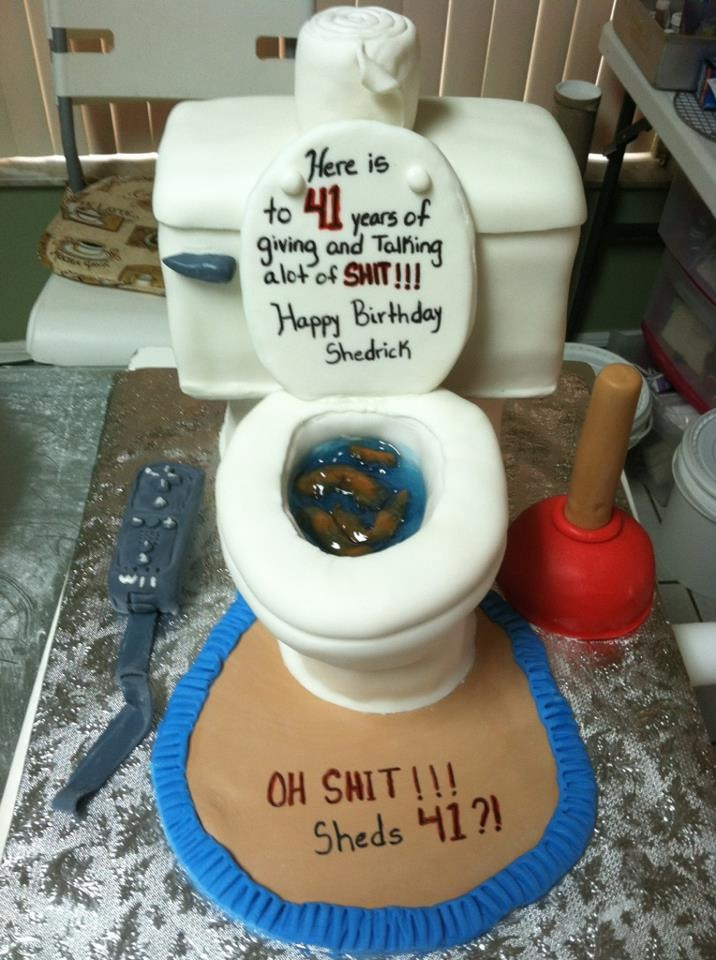 Here is
to 41 years of
giving and Talking
alot of SHIT!!!
Happy Birthday
Shedrick
WII
OH SHIT!!!
Sheds 41?!